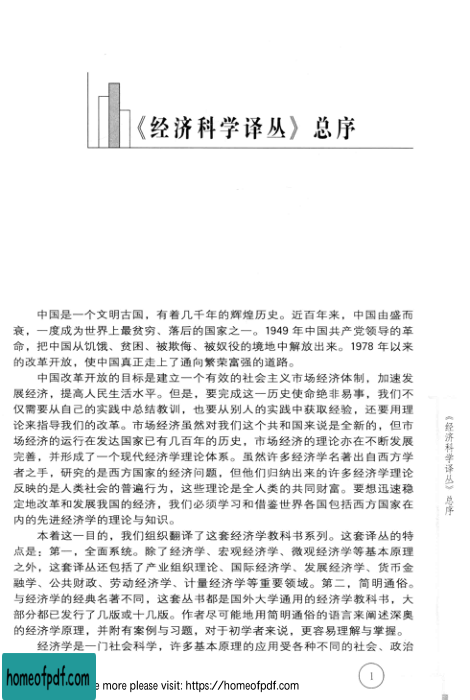 《经济科学译丛》总序
中国是一个文明古国，有着几千年的辉煌历史。近百年来，中国由盛而
衰，一度成为世界上最贫穷、落后的国家之一。1949 年中国共产党领导的革
命，把中国从饥饿、贫困、被欺侮、被奴役的境地中解放出来。1978 年以来
的改革开放，使中国真正走上了通向繁荣富强的道路。
中国改革开放的目标是建立一个有效的社会主义市场经济体制，加速发
展经济，提高人民生活水平。但是，要完成这一历史使命绝非易事，我们不
仅需要从自己的实践中总结教训，也要从别人的实践中获取经验，还要用理
论来指导我们的改革。市场经济虽然对我们这个共和国来说是全新的，但市
场经济的运行在发达国家已有几百年的历史，市场经济的理论亦在不断发展
完善，并形成了一个现代经济学理论体系。虽然许多经济学名著出自西方学
者之手，研究的是西方国家的经济问题，但他们归纳出来的许多经济学理论
反映的是人类社会的普遍行为，这些理论是全人类的共同财富。要想迅速稳
定地改革和发展我国的经济，我们必须学习和借鉴世界各国包括西方国家在
内的先进经济学的理论与知识。
本着这一目的，我们组织翻译了这套经济学教科书系列。这套译丛的特
点是：第一，全面系统。除了经济学、宏观经济学、微观经济学等基本原理
之外，这套译丛还包括了产业组织理论、国际经济学、发展经济学、货币金
融学、公共财政、劳动经济学、计量经济学等重要领域。第二，简明通俗。
与经济学的经典名著不同，这套丛书都是国外大学通用的经济学教科书，大
部分都已发行了几版或十几版。作者尽可能地用简明通俗的语言来阐述深奥
的经济学原理，并附有案例与习题，对于初学者来说，更容易理解与掌握。
经济学是一门社会科学，许多基本原理的应用受各种不同的社会、政治
《经济科学译丛》总序
1
homeofpdf.com
e more please visit: https://homeofpdf.com